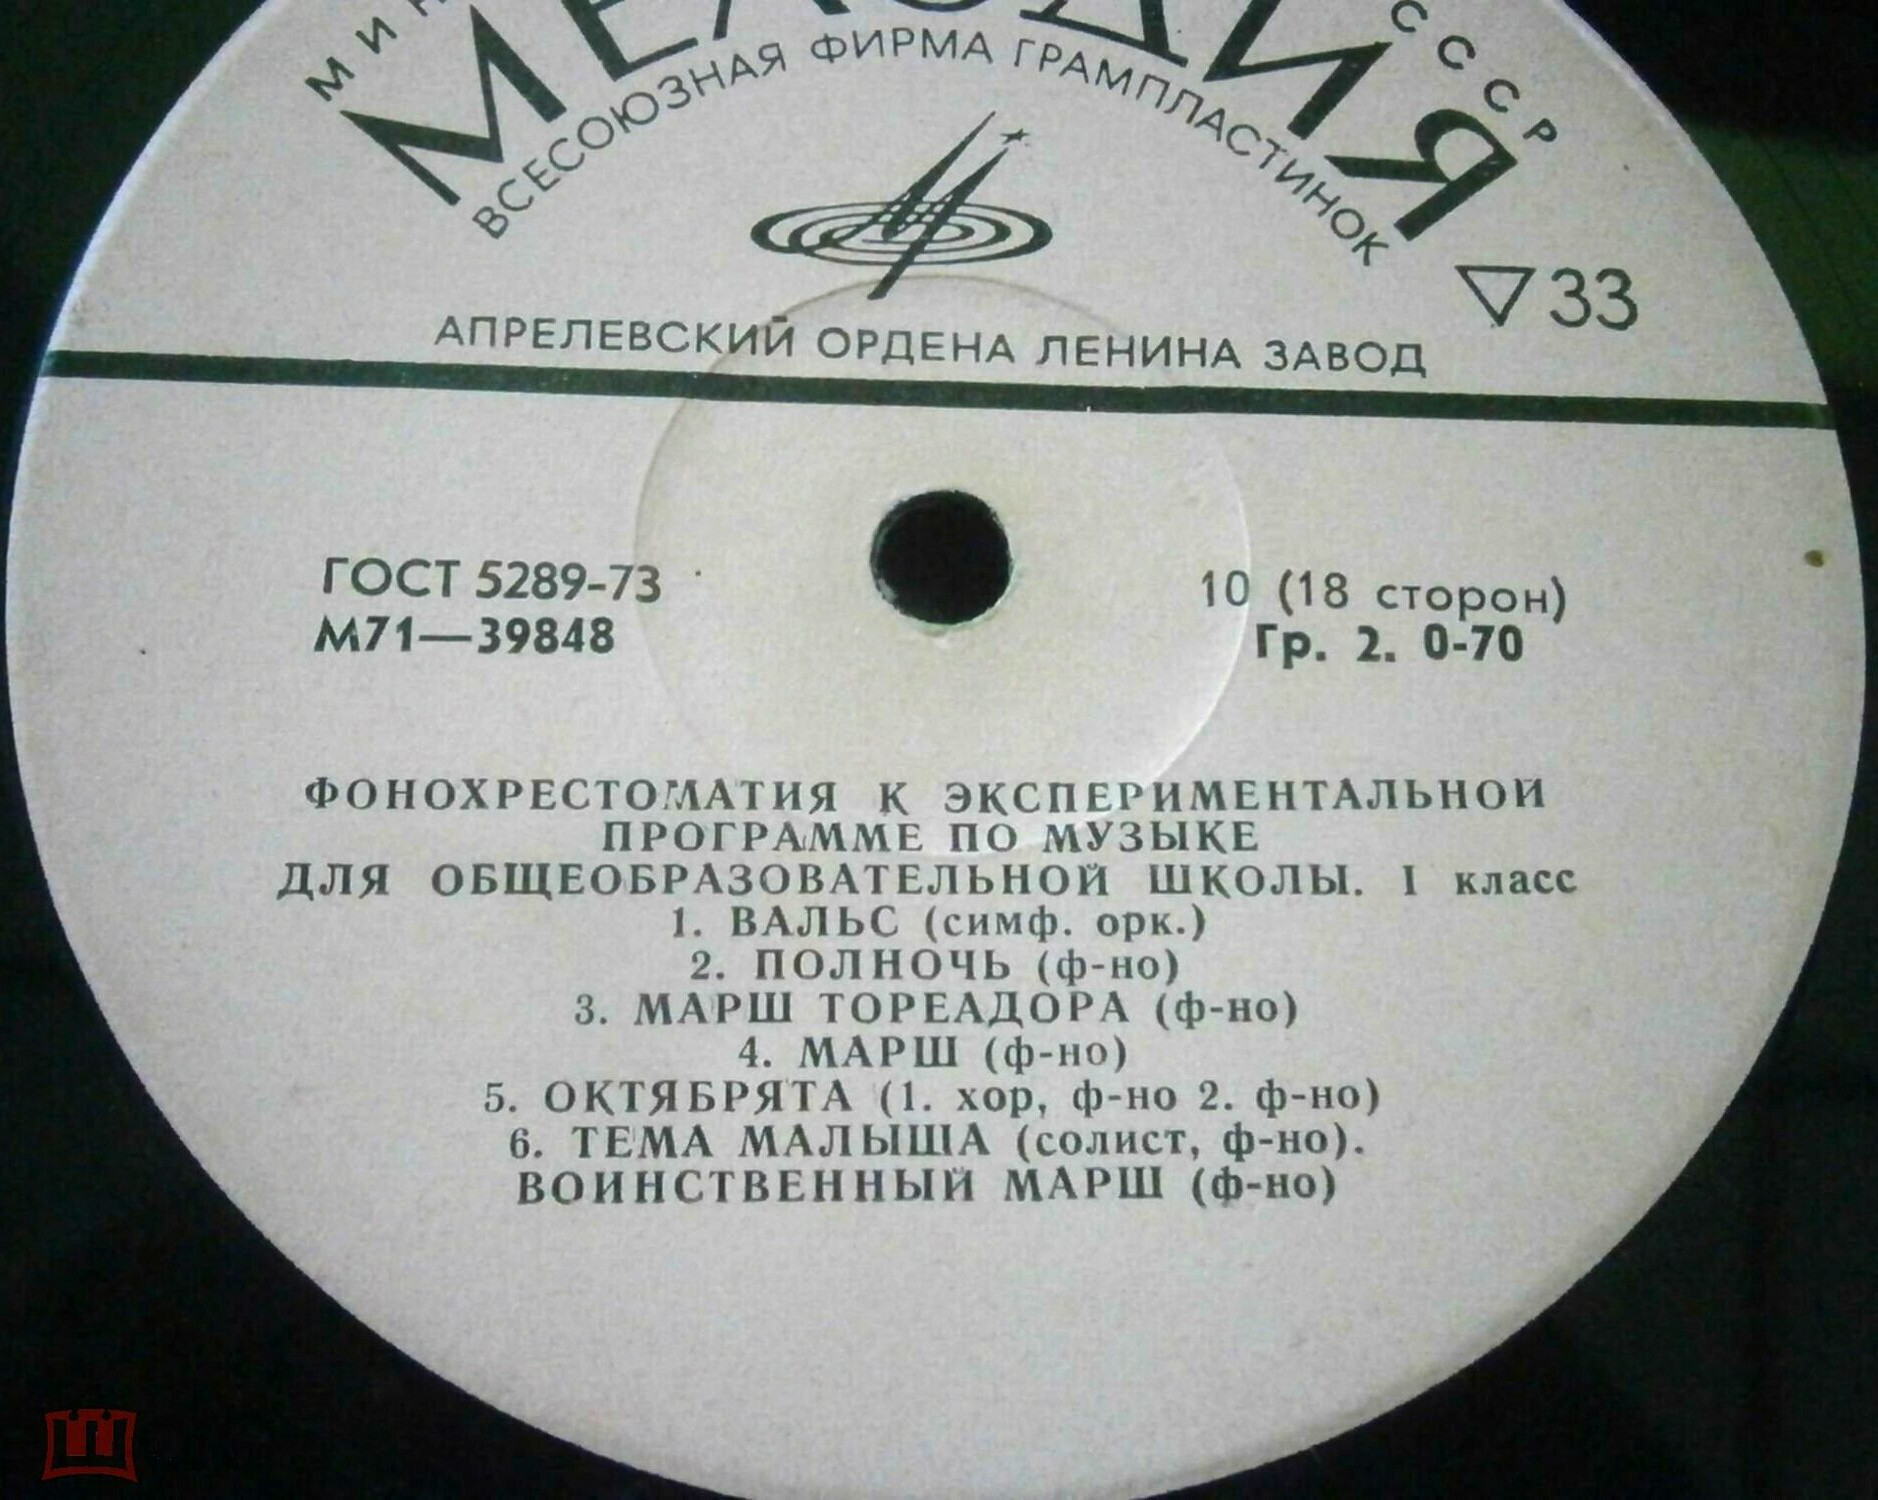 СССР
МЕЛОДИЯ
ВСЕСОЮЗНАЯ ФИРМА ГРАМПЛАСТИНОК
▽33
АПРЕЛЕВСКИЙ ОРДЕНА ЛЕНИНА ЗАВОД
ГОСТ 5289-73
М71—39848
10 (18 сторон)
Гр. 2. 0-70
ФОНОХРЕСТОМАТИЯ К ЭКСПЕРИМЕНТАЛЬНОЙ
ПРОГРАММЕ ПО МУЗЫКЕ
ДЛЯ ОБЩЕОБРАЗОВАТЕЛЬНОЙ ШКОЛЫ. I класс
1. ВАЛЬС (симф. орк.)
2. ПОЛНОЧЬ (ф-но)
3. МАРШ ТОРЕАДОРА (ф-но)
4. МАРШ (ф-но)
5. ОКТЯБРЯТА (1. хор, ф-но 2. ф-но)
6. ТЕМА МАЛЫША (солист, ф-но).
ВОИНСТВЕННЫЙ МАРШ (ф-но)